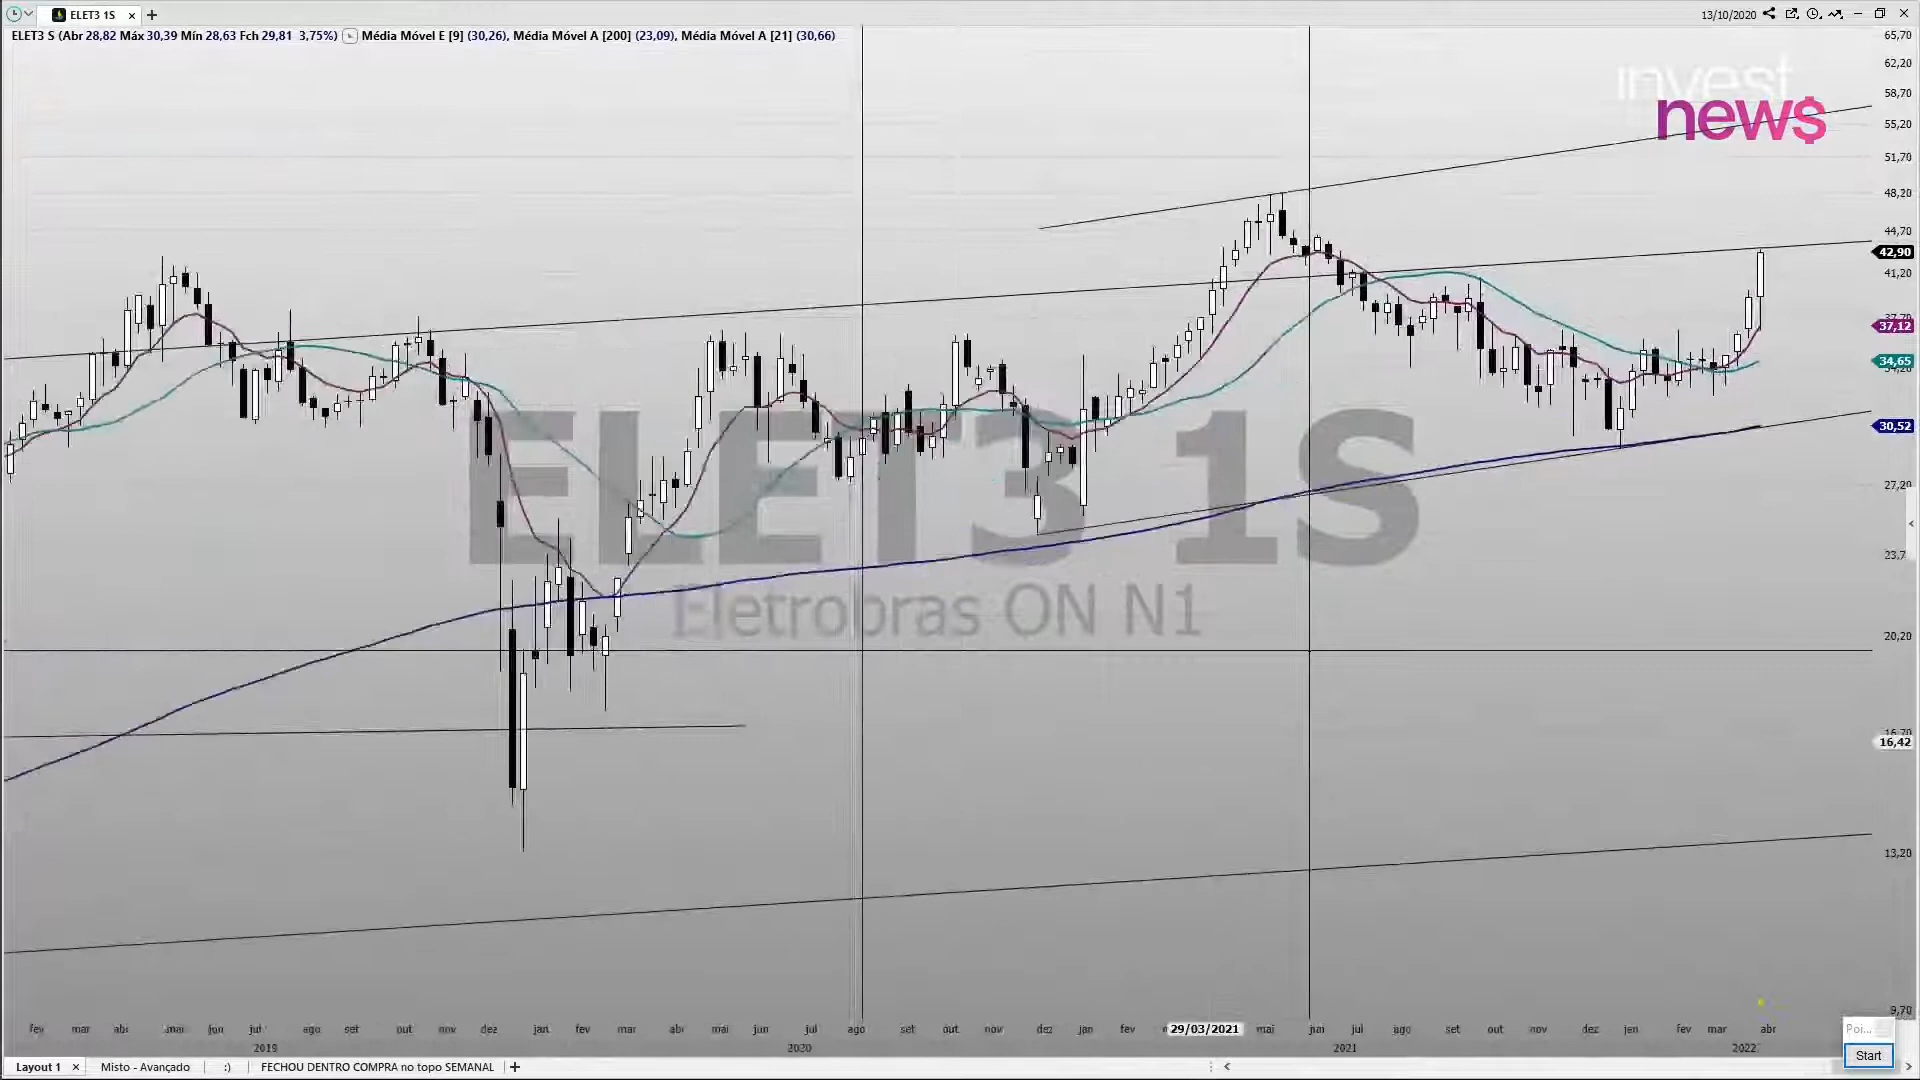 ELET3 1S
13/10/2020
ELET3 S (Abr 28,82 Máx 30,39 Mín 28,63 Fch 29,81 3,75%) Média Móvel E [9] (30,26), Média Móvel A [200] (23,09), Média Móvel A [21] (30,66)
65,70
62,20
58,70
55,20
51,70
48,20
44,70
42,90
41,20
37,12
34,65
30,52
27,20
20,20
16,42
13,20
9,70
invest
new$
ELET3 1S
Eletrobras ON N1
fev mar abr mai jun jul ago set out nov dez jan fev mar abr mai jun jul ago set out nov dez jan fev 29/03/2021 mai jun jul ago set out nov dez jan fev mar abr
2019 2020 2021 2022
Start
Layout 1 Misto - Avançado :) FECHOU DENTRO COMPRA no topo SEMANAL